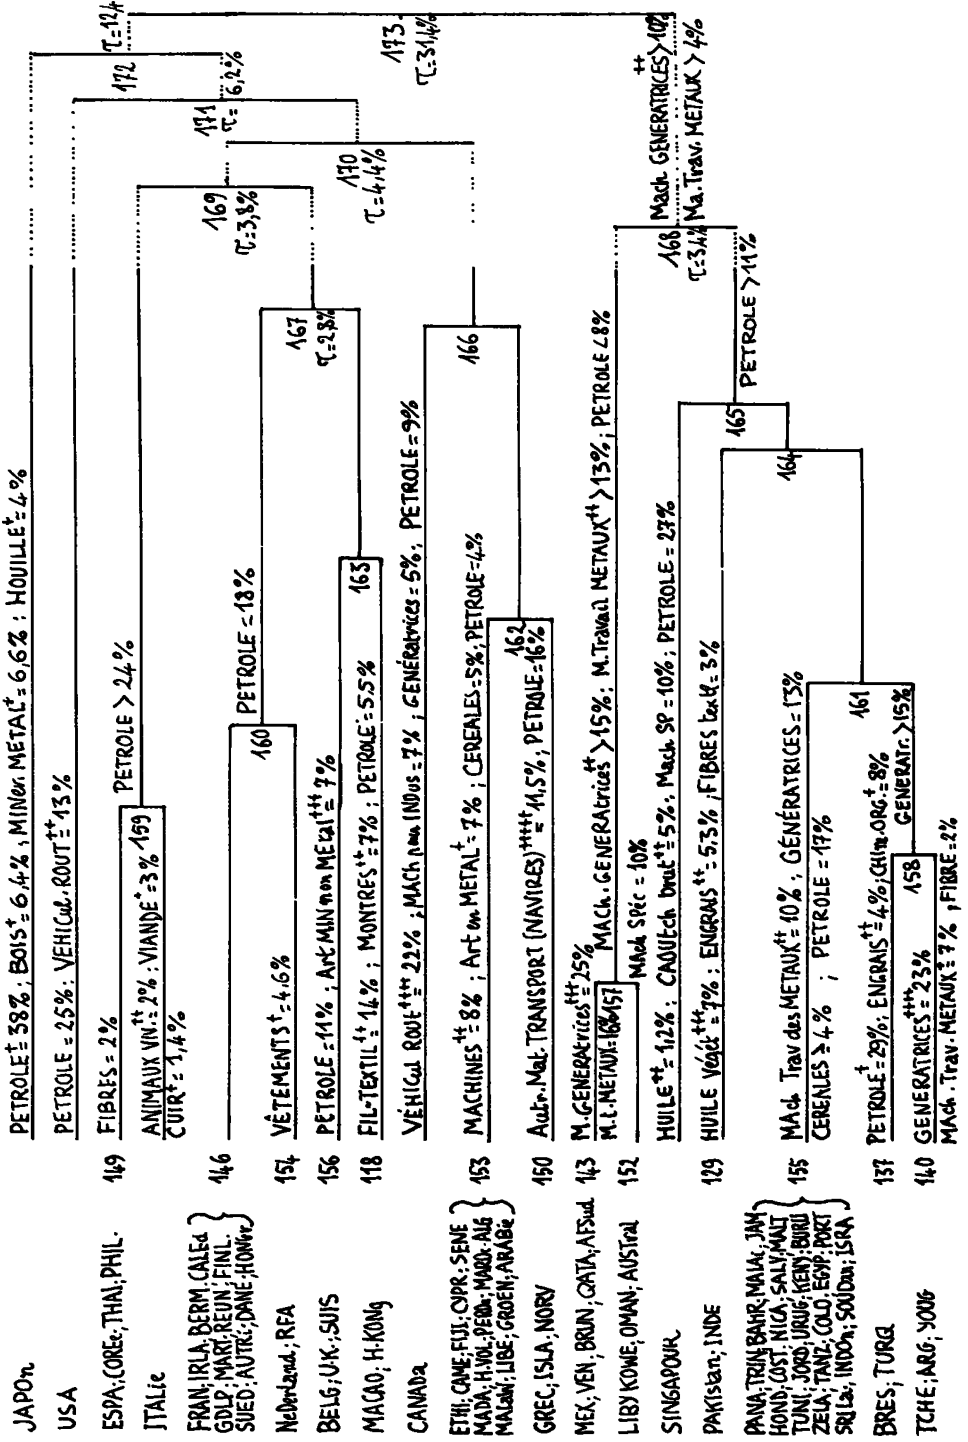 JAPOn
PETROLE‡=38%; BOIS‡=6,4%; MINer. METAL‡=6,6%; HOUILLE‡=4%
USA
PETROLE=25%; VEHICul. ROUT‡‡=13%
ESPA; COREe; THAI; PHIL.
149
FIBRES=2%
ITALie
ANIMAUX VIV.‡‡=2%; VIANDE‡=3%
CUIR‡=1,4%
159
PETROLE > 24%
FRAN; IRLA; BERM. CALEd
GDLP; MART; REUN; FINL.
SUED; AUTRi; DANE; HONGr
146
NeDerland; RFA
154
VÊTEMENTS‡=4,6%
160
PETROLE=18%
BELG; U.K.; SUIS
156
PETROLE=11%; Art MIN non METal‡‡‡=7%
MACAO; H.KONg
118
FIL-TEXTIL‡‡=14%; MONTRES‡‡=7%; PETROLE=5.5%
163
167
τ=2,8%
169
τ=3,8%
170
τ=4,4%
171
τ=6,2%
172
τ=12,4
173
τ=31,4%
CANADa
VÉHICul ROUT‡‡‡‡=22%; MACH peu INDus=7%; GENERatrices=5%; PETROLE=9%
ETHI; CAME; FIJI; CYPR; SENE
MADA; H.VOL; PERou; MARO; ALG
MALawi; LIBE; GROEN; ARABie
153
MACHINES‡‡=8%; Art en METAL‡=7%; CEREALES=5%; PETROLE=4%
GREC; ISLA; NORV
150
Autr. Mat. TRANSPORT (NAVIRES)‡‡‡‡=11,5%; PETROLE=16%
162
166
MEX; VEN; BRUN; QATA; AFSud
143
M.GENERatrices‡‡‡=25%
M.t.METAUX=16%
157
MACh.GENERATrices‡‡>15%; M.Travail METAUX‡‡>13%; PETROLE<8%
LIBY KOWE; OMAN; AUSTral
152
MACh SPéc=10%
SINGAPOUR
HUILE‡‡=1,2%; CAOUTch brut‡‡=5%; Mach SP=10%; PETROLE=27%
PAKistan; INDE
129
HUILE Végét‡‡‡=7%; ENGRAIS‡‡=5.3%; FIBRES text=3%
PANA; TRIN; BAHR; MALAc; JAM
HOND; COST; NICA; SALV; MALT
TUNI; JORD; URUG; KENY; BURU
ZELA; TANZ; COLO; EGYP; PORT
SRI La; INDOn; SOUDan; ISRA
155
MACh Trav des METAUX‡‡=10%; GÉNÉRATRICES=13%
CEREALES≥4%; PETROLE=17%
BRES; TURQ
137
PETROLE‡=29%; ENGRAIS‡‡=4%; CHIm.ORG.‡=8%
TCHE; ARG; YOUG
140
GENERATRICES‡‡‡=23%
MAch.Trav.METAUX‡=7%; FIBRE=2%
158
GENERATr.>15%
161
164
165
PETROLE > 11%
168
τ=3,4%
Mach GENERATRICES‡‡>10%
Ma.Trav. METAUX > 4%